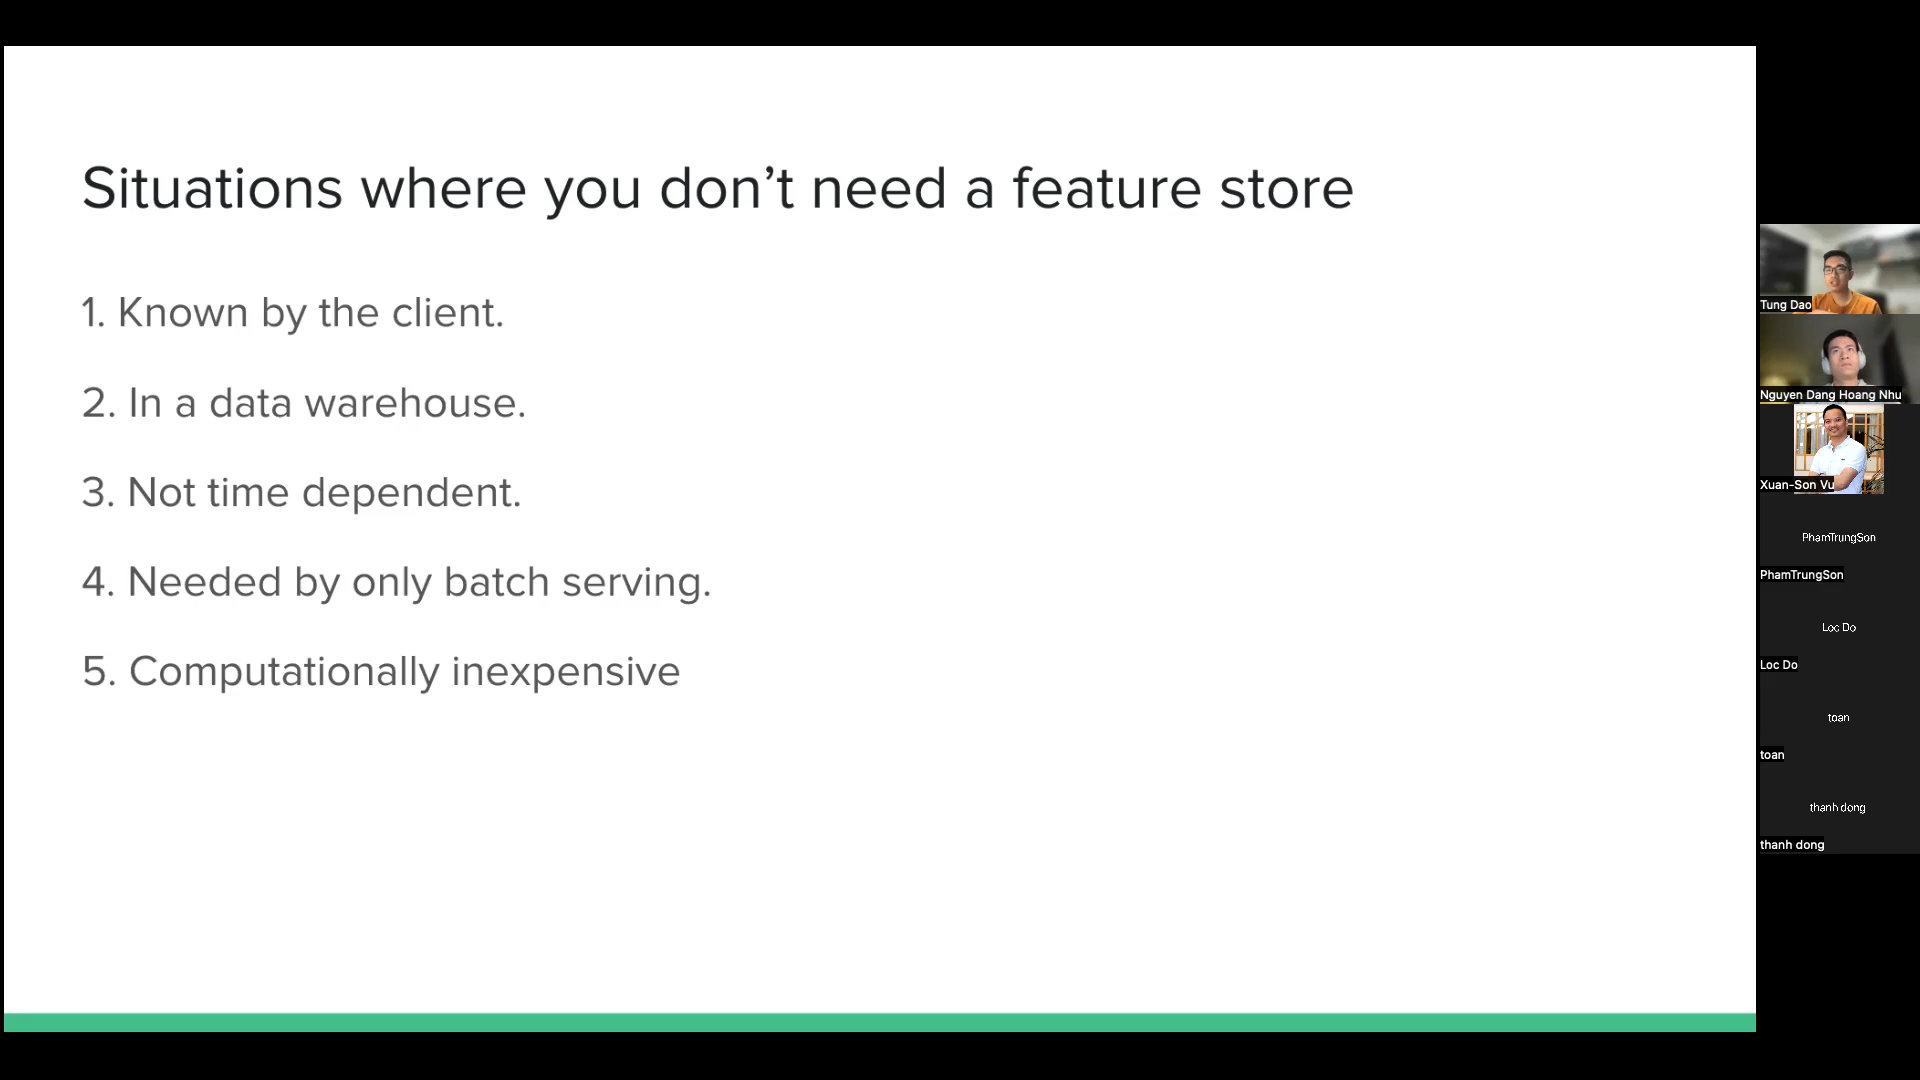 Situations where you don’t need a feature store
1. Known by the client.
2. In a data warehouse.
3. Not time dependent.
4. Needed by only batch serving.
5. Computationally inexpensive
Tung Dao
Nguyen Dang Hoang Nhu
Xuan-Son Vu
PhamTrungSon
PhamTrungSon
Loc Do
Loc Do
toan
toan
thanh dong
thanh dong